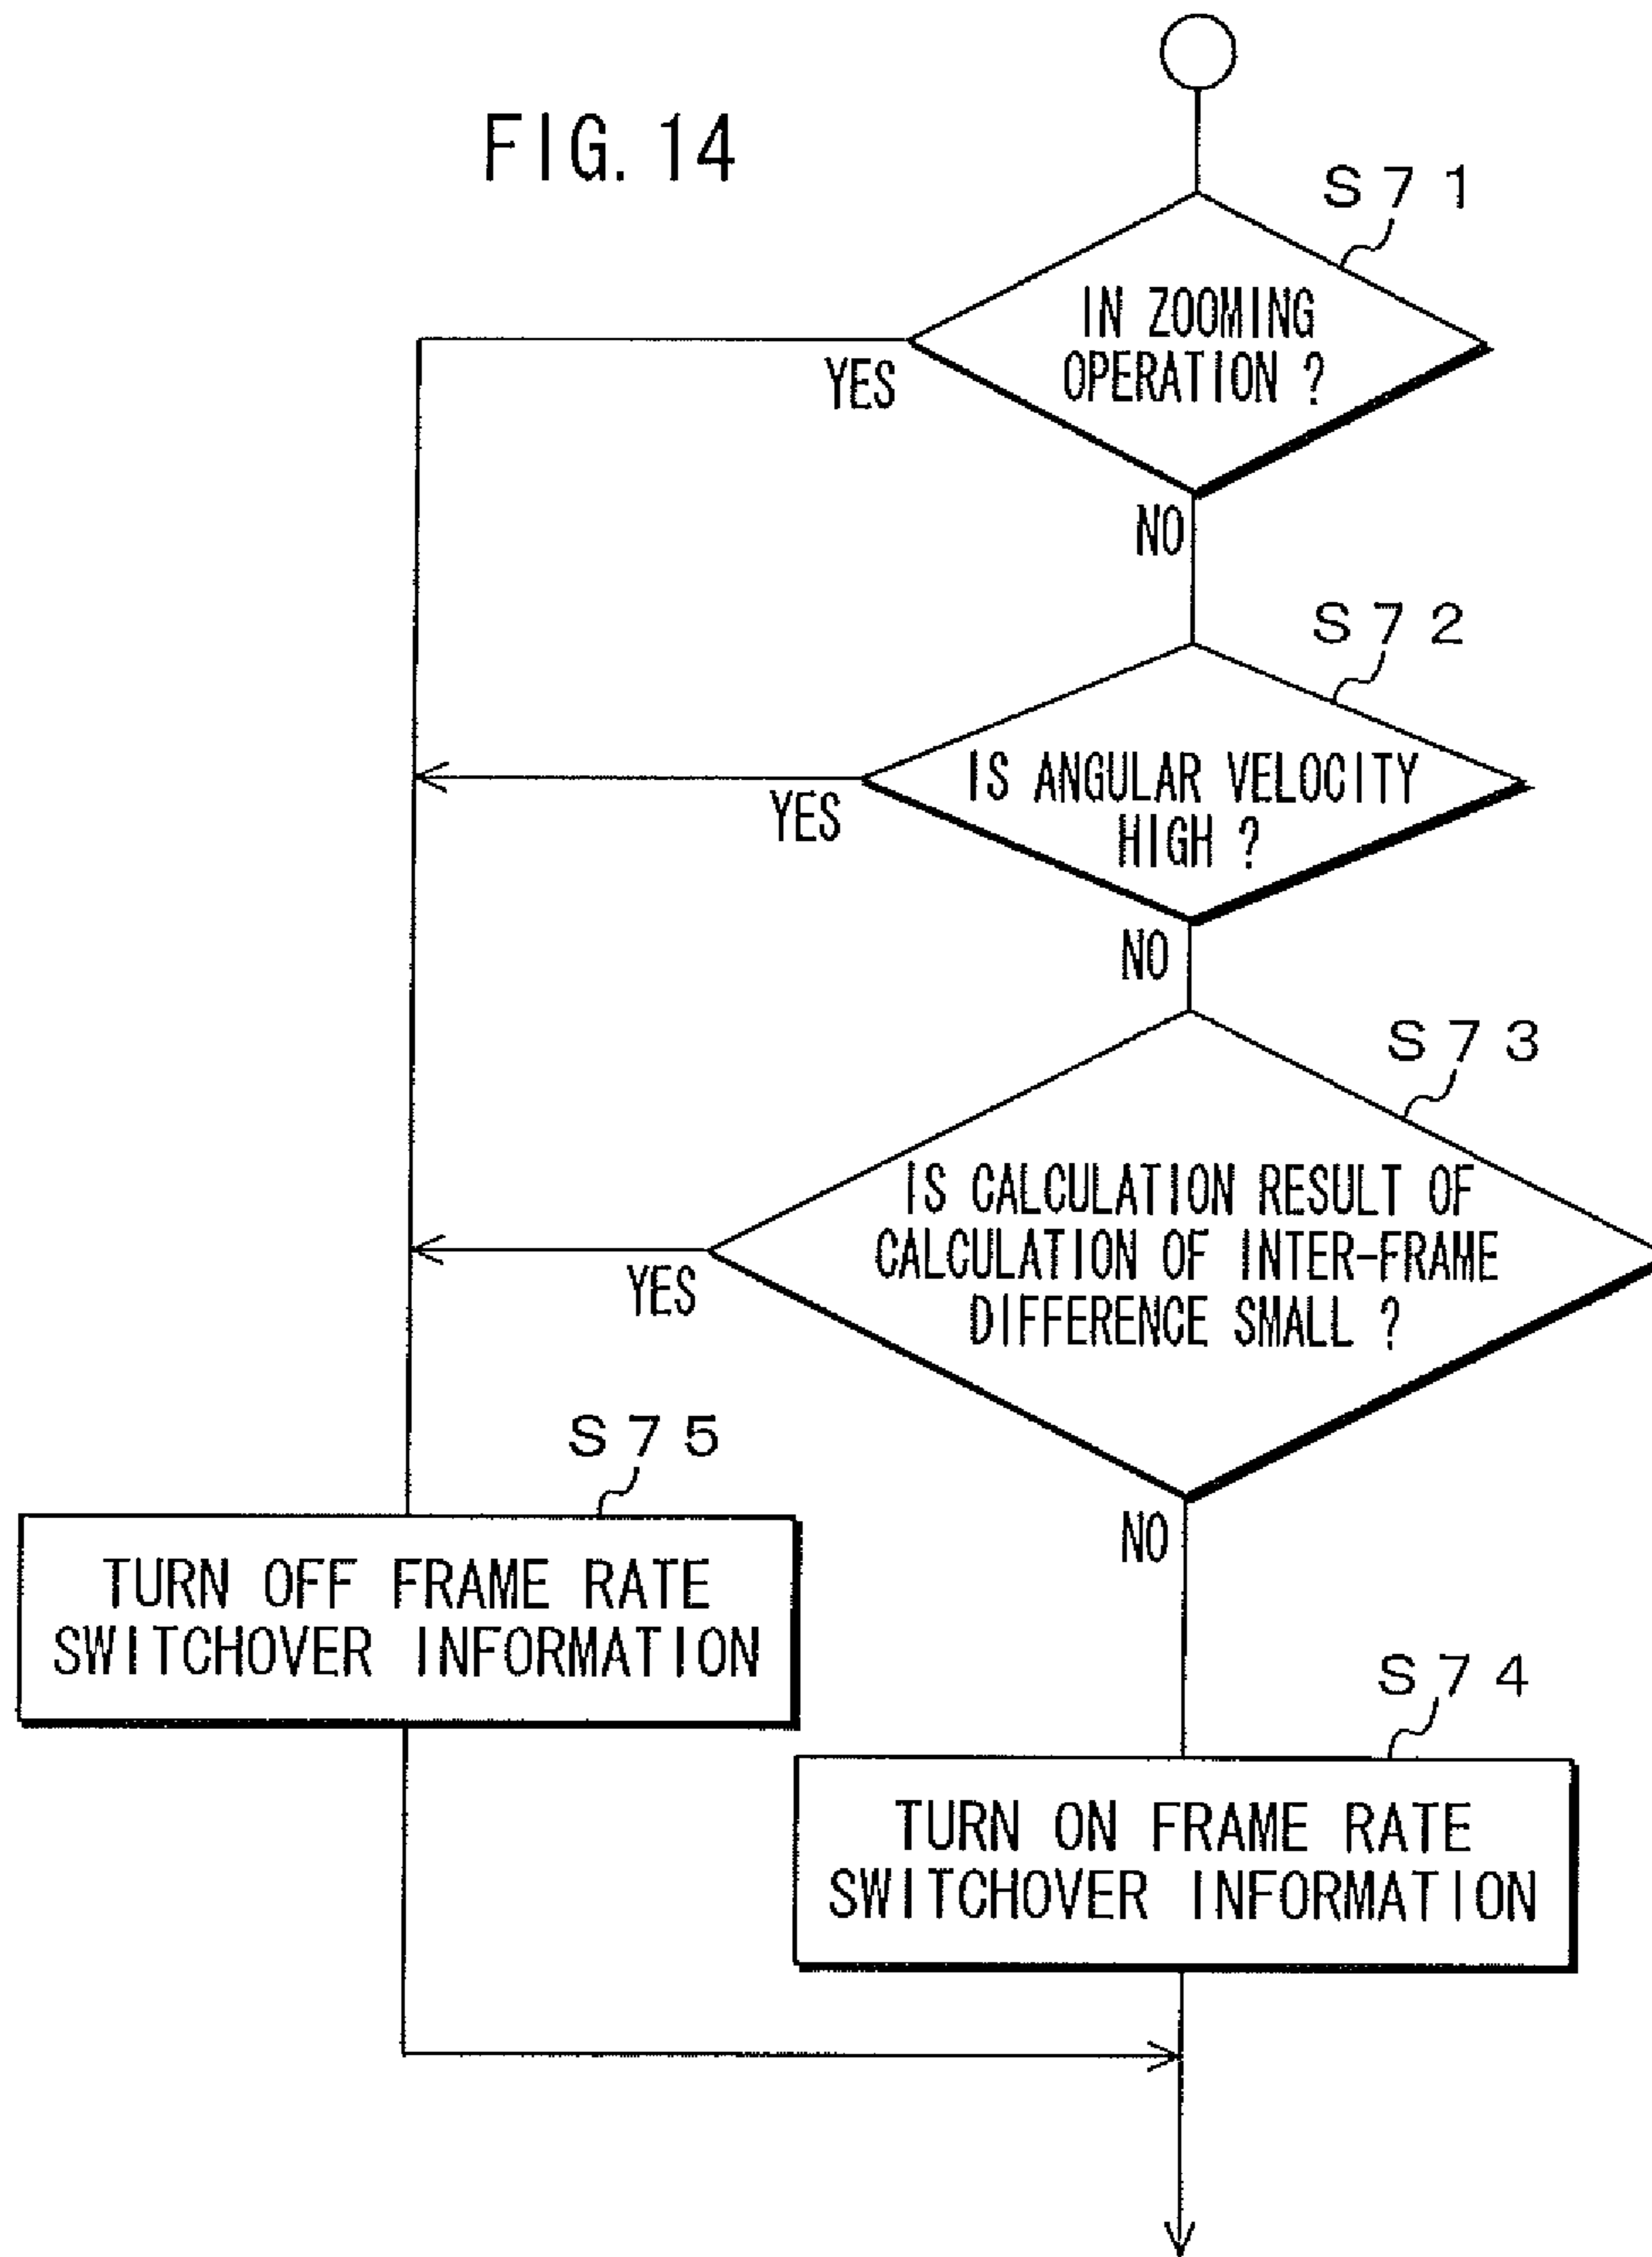 FIG. 14
S71
IN ZOOMING
OPERATION ?
YES
NO
S72
IS ANGULAR VELOCITY
HIGH ?
YES
NO
S73
IS CALCULATION RESULT OF
CALCULATION OF INTER-FRAME
DIFFERENCE SMALL ?
YES
NO
S75
TURN OFF FRAME RATE
SWITCHOVER INFORMATION
S74
TURN ON FRAME RATE
SWITCHOVER INFORMATION